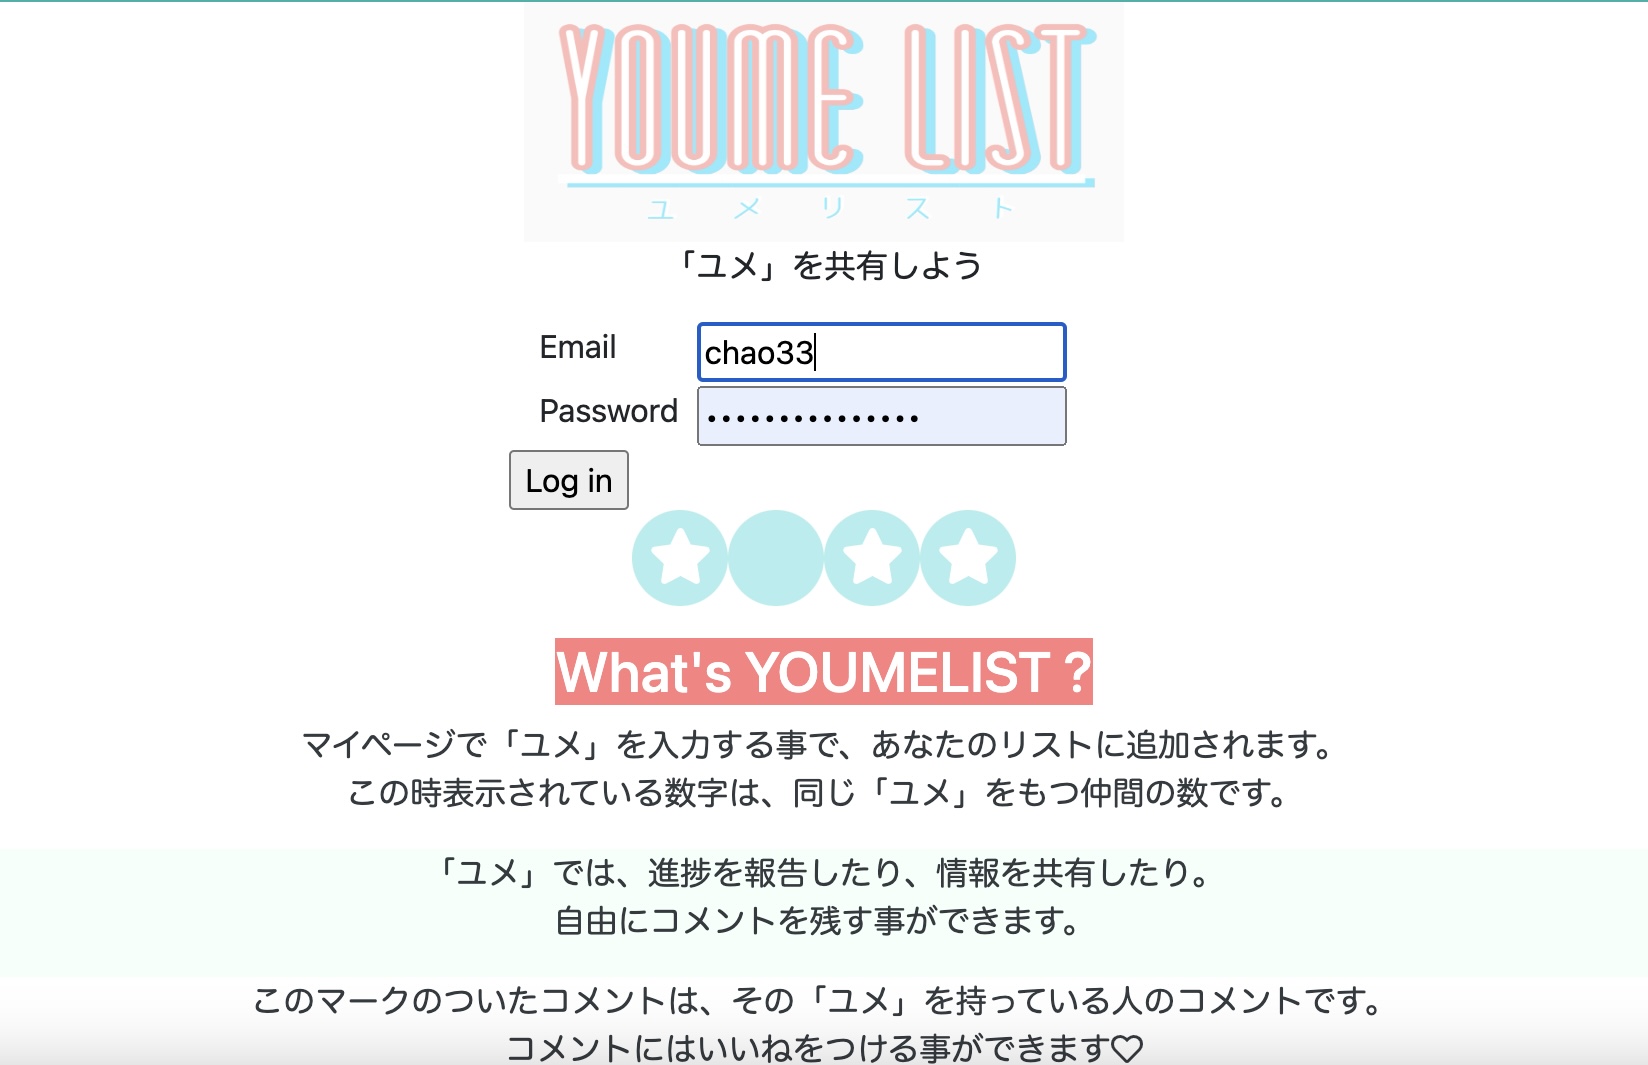 YOUME LIST
ユメリスト
「ユメ」を共有しよう
Email chao33
Password
Log in
What's YOUMELIST ?
マイページで「ユメ」を入力する事で、あなたのリストに追加されます。
この時表示されている数字は、同じ「ユメ」をもつ仲間の数です。
「ユメ」では、進捗を報告したり、情報を共有したり。
自由にコメントを残す事ができます。
このマークのついたコメントは、その「ユメ」を持っている人のコメントです。
コメントにはいいねをつける事ができます♡